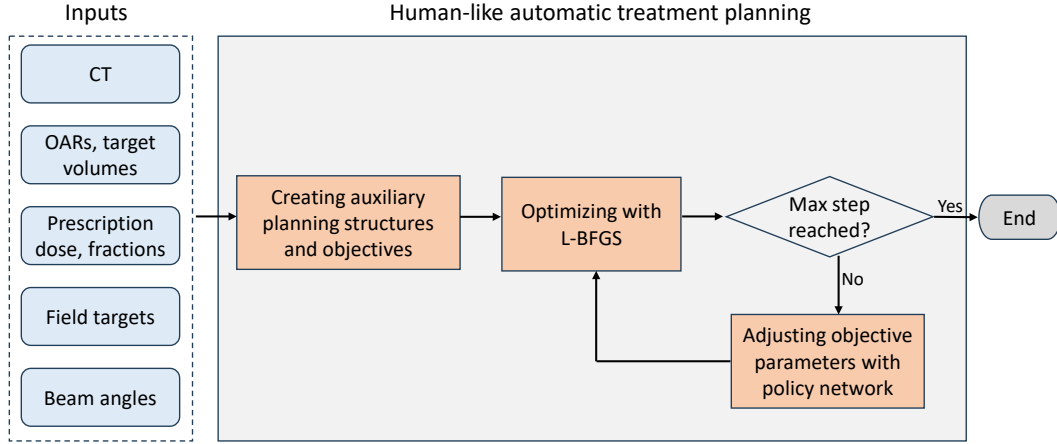 Inputs
Human-like automatic treatment planning
CT
OARs, target
volumes
Prescription
dose, fractions
Field targets
Beam angles
Creating auxiliary
planning structures
and objectives
Optimizing with
L-BFGS
Max step
reached?
Yes
End
No
Adjusting objective
parameters with
policy network